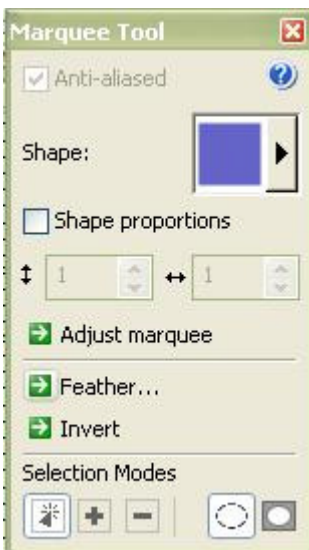 Marquee Tool
Anti-aliased
Shape:
Shape proportions
1 1
Adjust marquee
Feather...
Invert
Selection Modes